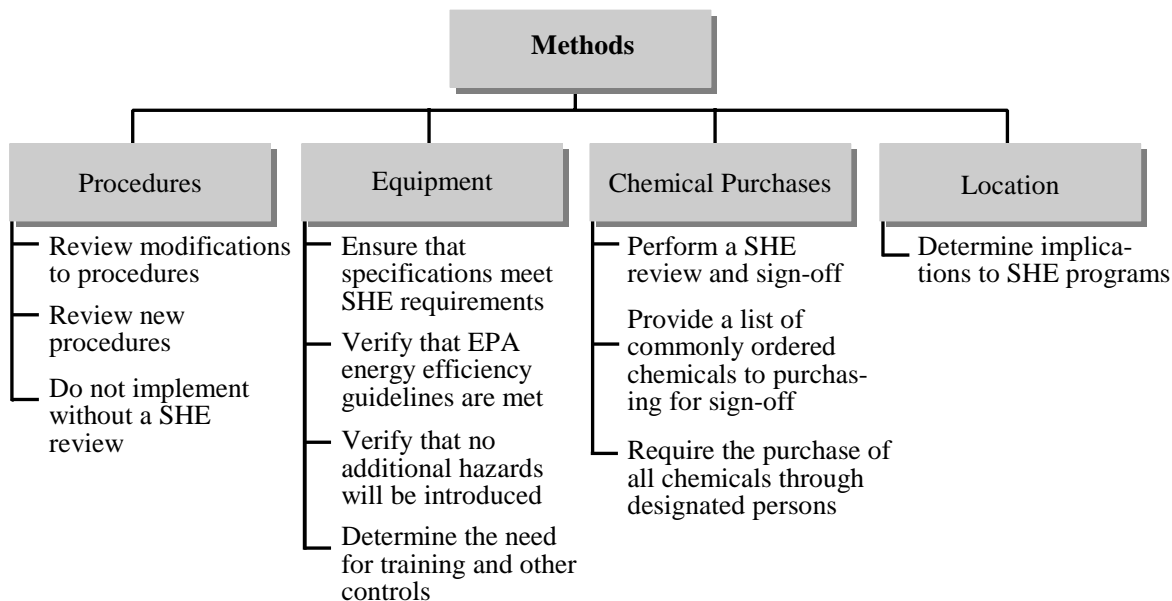 Methods
Procedures
Review modifications
to procedures
Review new
procedures
Do not implement
without a SHE
review
Equipment
Ensure that
specifications meet
SHE requirements
Verify that EPA
energy efficiency
guidelines are met
Verify that no
additional hazards
will be introduced
Determine the need
for training and other
controls
Chemical Purchases
Perform a SHE
review and sign-off
Provide a list of
commonly ordered
chemicals to purchas-
ing for sign-off
Require the purchase of
all chemicals through
designated persons
Location
Determine implica-
tions to SHE programs